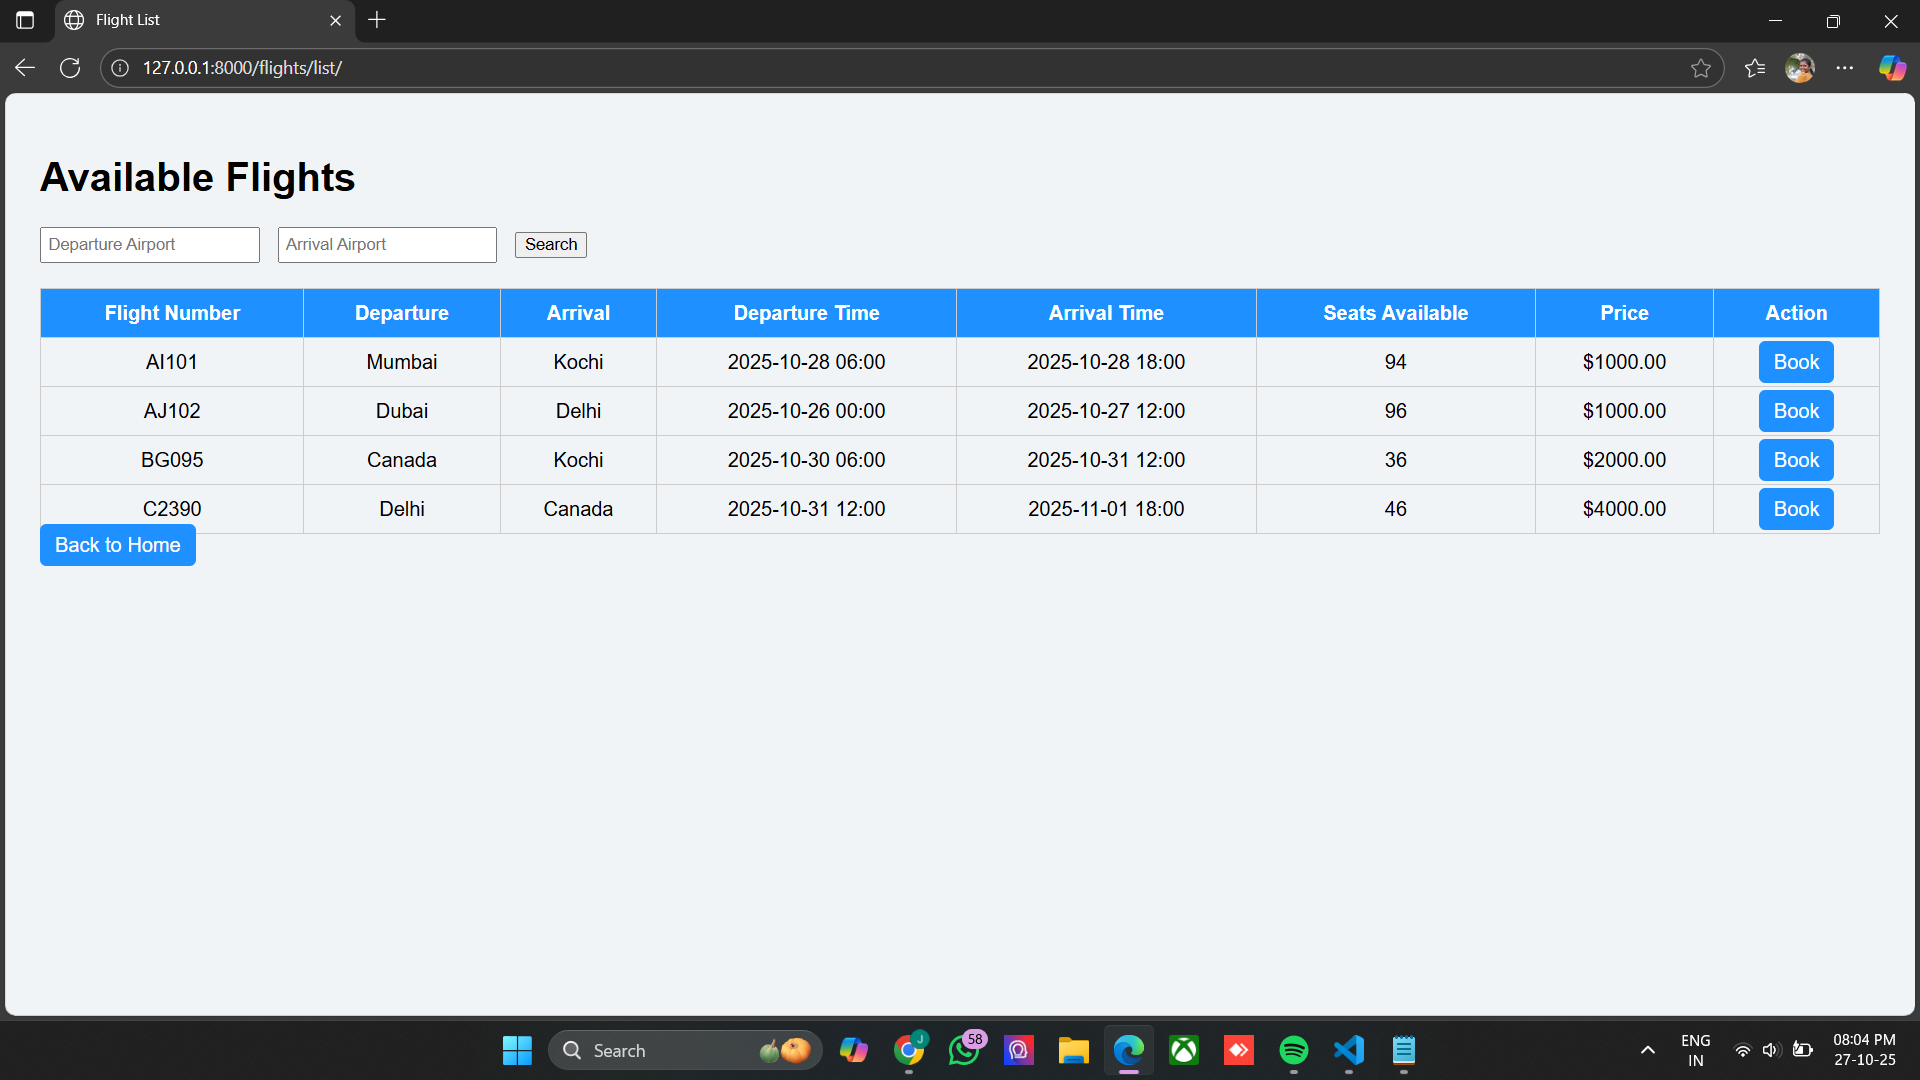 Flight List
127.0.0.1:8000/flights/list/
Available Flights
Departure Airport Arrival Airport Search
Flight Number Departure Arrival Departure Time Arrival Time Seats Available Price Action
AI101 Mumbai Kochi 2025-10-28 06:00 2025-10-28 18:00 94 $1000.00 Book
AJ102 Dubai Delhi 2025-10-26 00:00 2025-10-27 12:00 96 $1000.00 Book
BG095 Canada Kochi 2025-10-30 06:00 2025-10-31 12:00 36 $2000.00 Book
C2390 Delhi Canada 2025-10-31 12:00 2025-11-01 18:00 46 $4000.00 Book
Back to Home
Search J 58 ENG 08:04 PM
IN 27-10-25